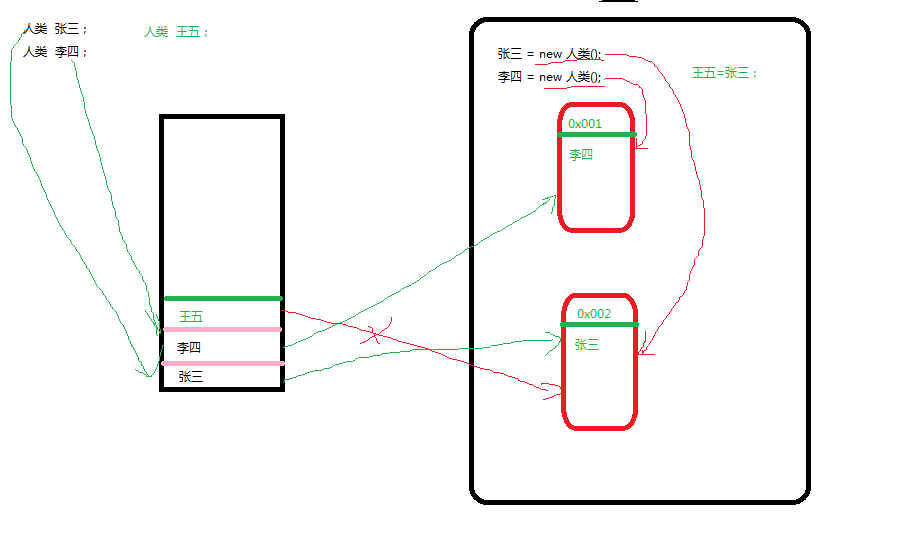 人类 张三；
人类 李四；
人类 王五；
王五
李四
张三
张三 = new 人类();
李四 = new 人类();
王五=张三；
0x001
李四
0x002
张三